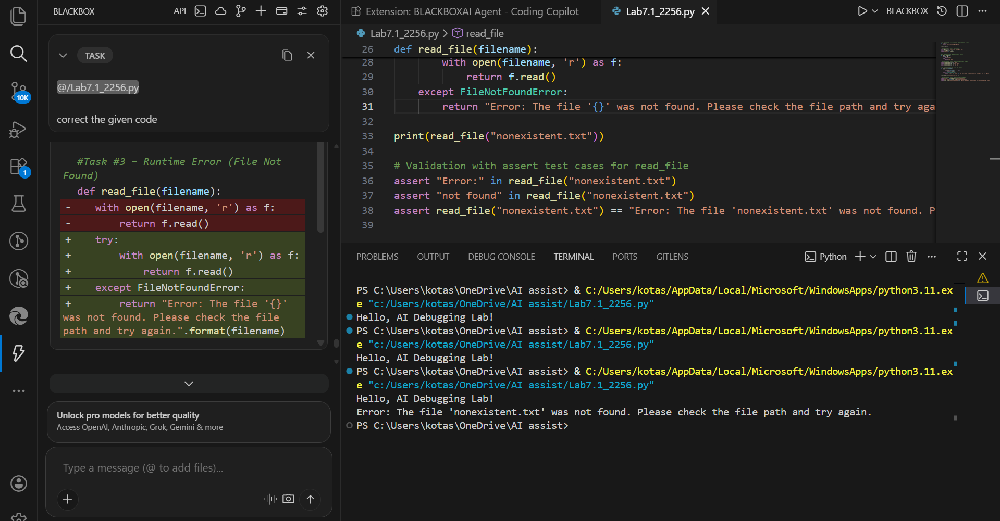 BLACKBOX
API
TASK
@/Lab7.1_2256.py
correct the given code
#Task #3 – Runtime Error (File Not
Found)
def read_file(filename):
- with open(filename, 'r') as f:
- return f.read()
+ try:
+ with open(filename, 'r') as f:
+ return f.read()
+ except FileNotFoundError:
+ return "Error: The file '{}'
was not found. Please check the file
path and try again.".format(filename)
Unlock pro models for better quality
Access OpenAI, Anthropic, Grok, Gemini & more
Type a message (@ to add files)...
10K
1
Extension: BLACKBOXAI Agent - Coding Copilot
Lab7.1_2256.py
BLACKBOX
Lab7.1_2256.py > read_file
26 def read_file(filename):
28 with open(filename, 'r') as f:
29 return f.read()
30 except FileNotFoundError:
31 return "Error: The file '{}' was not found. Please check the file path and try aga
32
33 print(read_file("nonexistent.txt"))
34
35 # Validation with assert test cases for read_file
36 assert "Error:" in read_file("nonexistent.txt")
37 assert "not found" in read_file("nonexistent.txt")
38 assert read_file("nonexistent.txt") == "Error: The file 'nonexistent.txt' was not found. P
39
PROBLEMS OUTPUT DEBUG CONSOLE TERMINAL PORTS GITLENS
Python
PS C:\Users\kotas\OneDrive\AI assist> & C:/Users/kotas/AppData/Local/Microsoft/WindowsApps/python3.11.ex
e "c:/Users/kotas/OneDrive/AI assist/Lab7.1_2256.py"
Hello, AI Debugging Lab!
PS C:\Users\kotas\OneDrive\AI assist> & C:/Users/kotas/AppData/Local/Microsoft/WindowsApps/python3.11.ex
e "c:/Users/kotas/OneDrive/AI assist/Lab7.1_2256.py"
Hello, AI Debugging Lab!
PS C:\Users\kotas\OneDrive\AI assist> & C:/Users/kotas/AppData/Local/Microsoft/WindowsApps/python3.11.ex
e "c:/Users/kotas/OneDrive/AI assist/Lab7.1_2256.py"
Hello, AI Debugging Lab!
Error: The file 'nonexistent.txt' was not found. Please check the file path and try again.
PS C:\Users\kotas\OneDrive\AI assist>